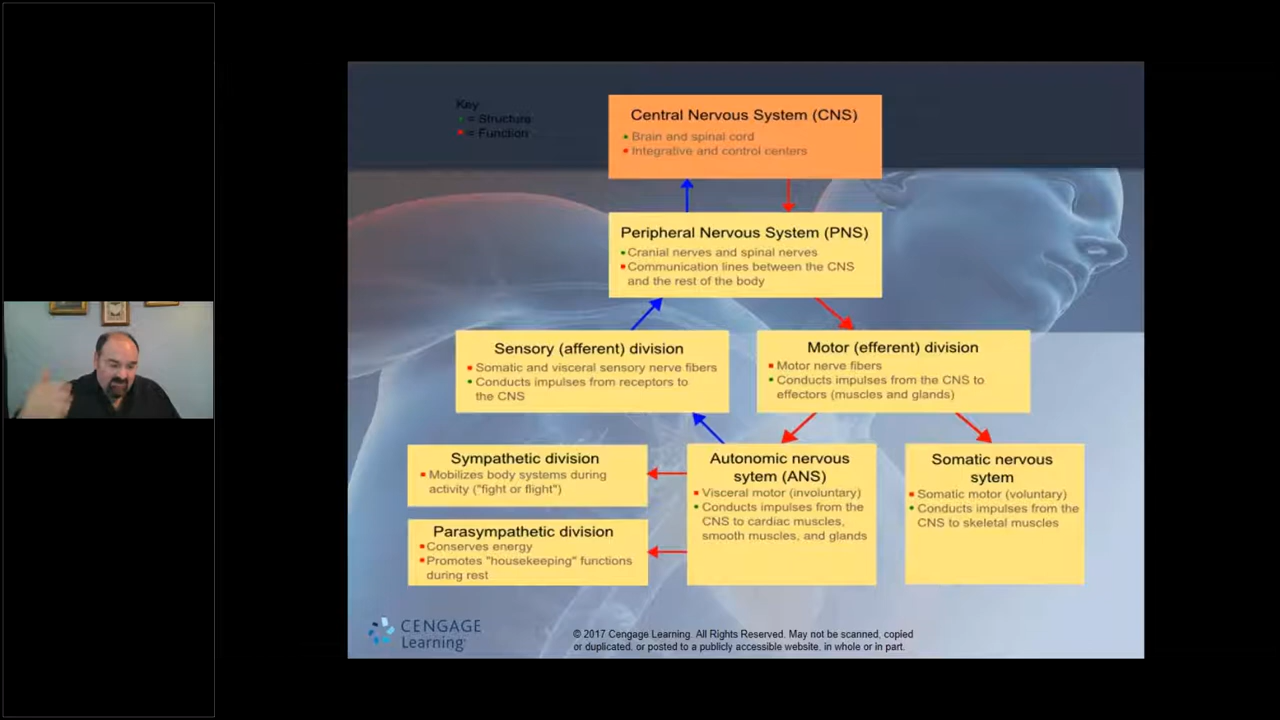 Key
= Structure
= Function
Central Nervous System (CNS)
Brain and spinal cord
Integrative and control centers
Peripheral Nervous System (PNS)
Cranial nerves and spinal nerves
Communication lines between the CNS
and the rest of the body
Sensory (afferent) division
Somatic and visceral sensory nerve fibers
Conducts impulses from receptors to
the CNS
Motor (efferent) division
Motor nerve fibers
Conducts impulses from the CNS to
effectors (muscles and glands)
Sympathetic division
Mobilizes body systems during
activity ("fight or flight")
Parasympathetic division
Conserves energy
Promotes "housekeeping" functions
during rest
Autonomic nervous
sytem (ANS)
Visceral motor (involuntary)
Conducts impulses from the
CNS to cardiac muscles,
smooth muscles, and glands
Somatic nervous
sytem
Somatic motor (voluntary)
Conducts impulses from the
CNS to skeletal muscles
CENGAGE
Learning
© 2017 Cengage Learning. All Rights Reserved. May not be scanned, copied
or duplicated, or posted to a publicly accessible website, in whole or in part.